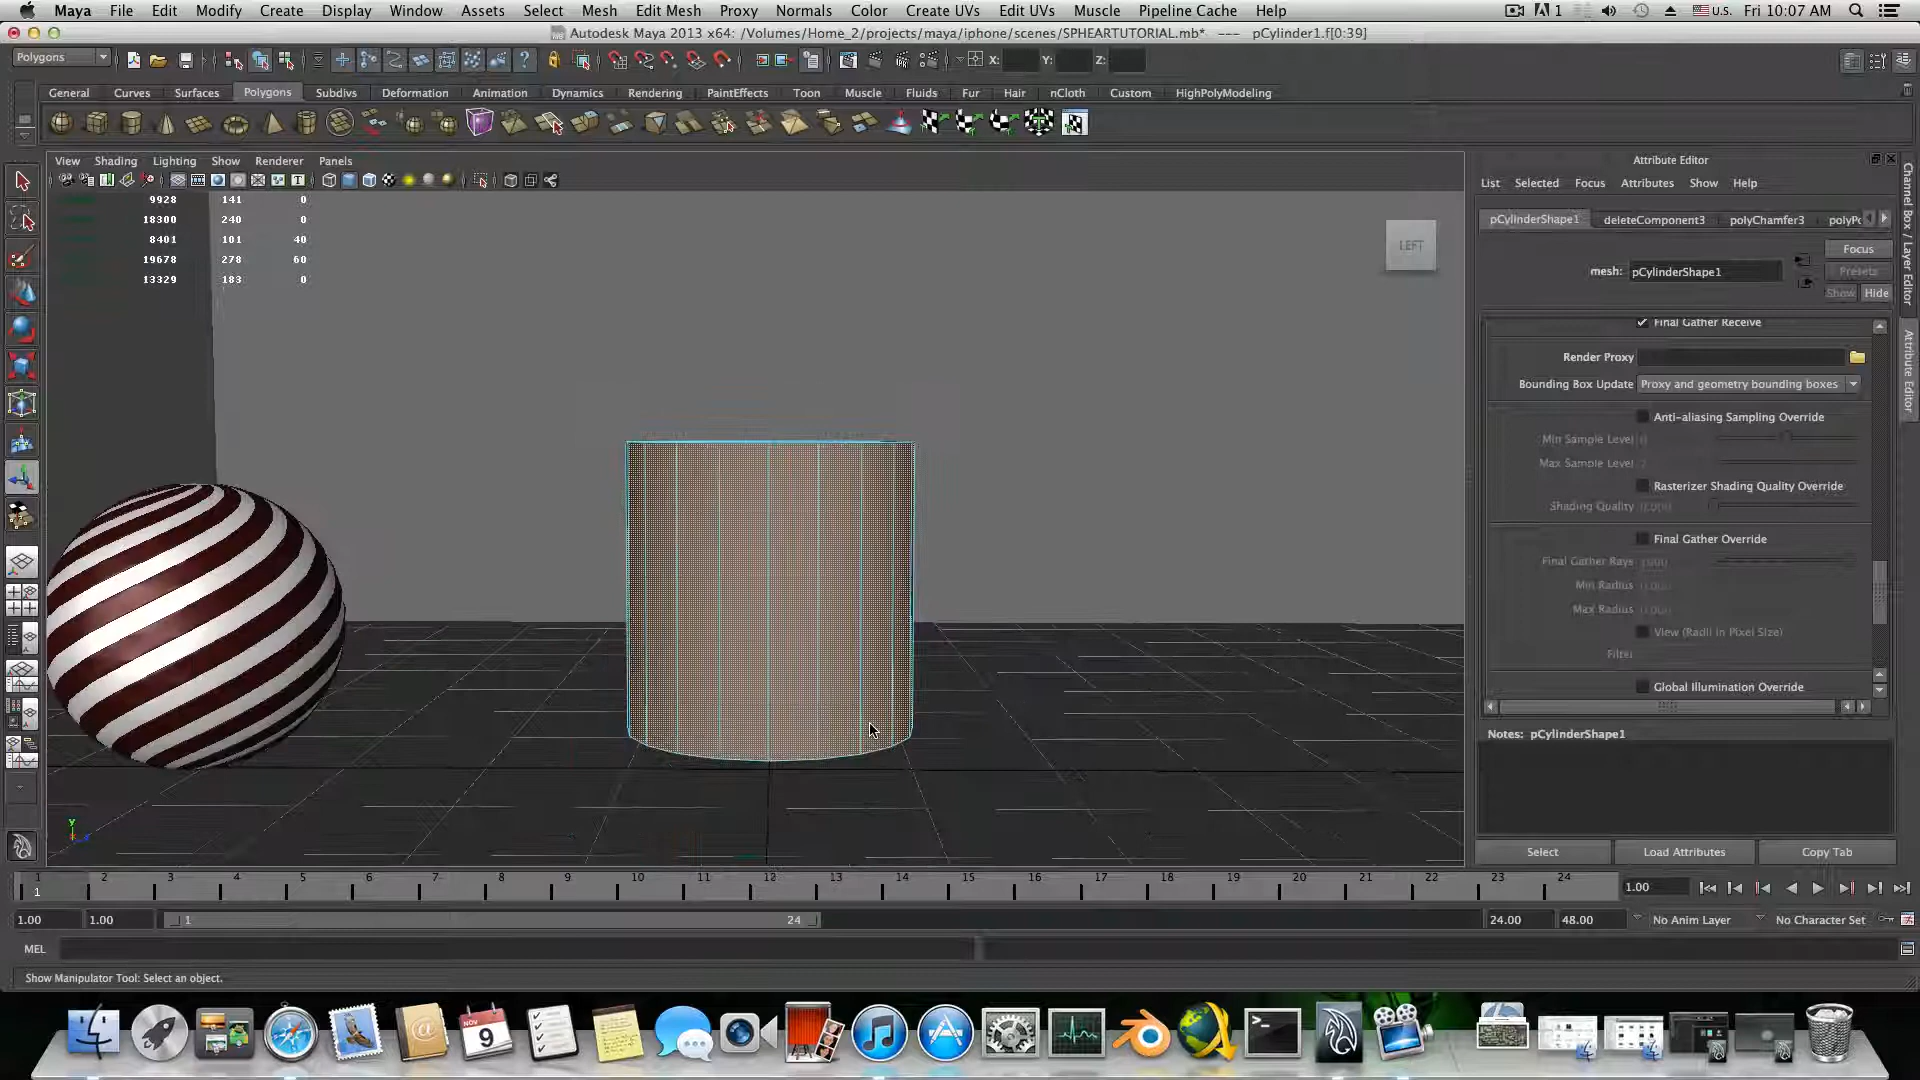 Maya File Edit Modify Create Display Window Assets Select Mesh Edit Mesh Proxy Normals Color Create UVs Edit UVs Muscle Pipeline Cache Help 1 U.S. Fri 10:07 AM
Autodesk Maya 2013 x64: /Volumes/Home_2/projects/maya/iphone/scenes/SPHEARTUTORIAL.mb* --- pCylinder1.f[0:39]
Polygons X: Y: Z:
General Curves Surfaces Polygons Subdivs Deformation Animation Dynamics Rendering PaintEffects Toon Muscle Fluids Fur Hair nCloth Custom HighPolyModeling
View Shading Lighting Show Renderer Panels
9928 141 0
18300 240 0
8401 101 40
19678 278 60
13329 183 0
LEFT
Attribute Editor
List Selected Focus Attributes Show Help
pCylinderShape1 deleteComponent3 polyChamfer3
Focus
mesh: pCylinderShape1
Presets
Show Hide
Final Gather Receive
Render Proxy
Bounding Box Update Proxy and geometry bounding boxes
Anti-aliasing Sampling Override
Min Sample Level
Max Sample Level
Rasterizer Shading Quality Override
Shading Quality
Final Gather Override
Final Gather Rays
Min Radius
Max Radius
View (Radii in Pixel Size)
Filter
Global Illumination Override
Notes: pCylinderShape1
Select Load Attributes Copy Tab
Channel Box / Layer Editor
Attribute Editor
1 2 3 4 5 6 7 8 9 10 11 12 13 14 15 16 17 18 19 20 21 22 23 24 1.00
1
1.00 1.00 1 24 24.00 48.00 No Anim Layer No Character Set
MEL
Show Manipulator Tool: Select an object.
NOV
9